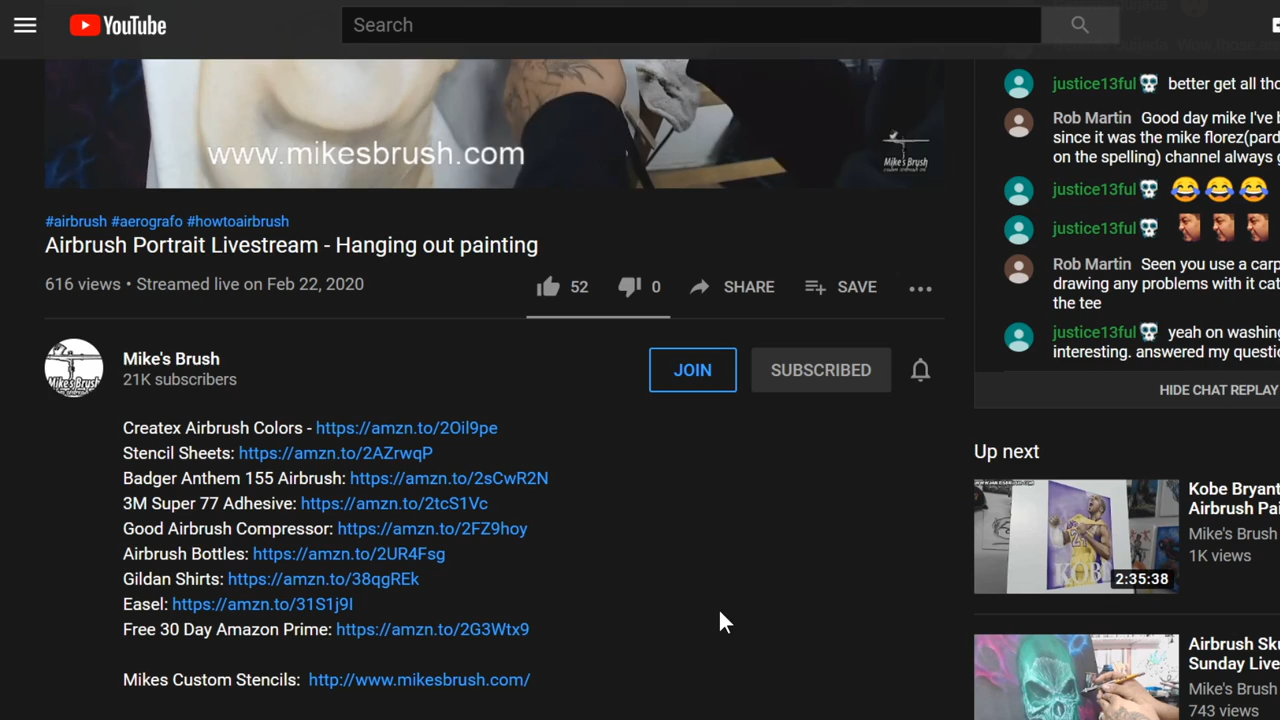 YouTube
Search
www.mikesbrush.com
Mike's Brush
#airbrush #aerografo #howtoairbrush
Airbrush Portrait Livestream - Hanging out painting
616 views • Streamed live on Feb 22, 2020
52
0
SHARE
SAVE
Mike's Brush
21K subscribers
JOIN
SUBSCRIBED
Createx Airbrush Colors - https://amzn.to/2Oil9pe
Stencil Sheets: https://amzn.to/2AZrwqP
Badger Anthem 155 Airbrush: https://amzn.to/2sCwR2N
3M Super 77 Adhesive: https://amzn.to/2tcS1Vc
Good Airbrush Compressor: https://amzn.to/2FZ9hoy
Airbrush Bottles: https://amzn.to/2UR4Fsg
Gildan Shirts: https://amzn.to/38qgREk
Easel: https://amzn.to/31S1j9I
Free 30 Day Amazon Prime: https://amzn.to/2G3Wtx9
Mikes Custom Stencils: http://www.mikesbrush.com/
justice13ful better get all tho
Rob Martin Good day mike I've b
since it was the mike florez(pard
on the spelling) channel always g
justice13ful 😂😂😂
justice13ful
Rob Martin Seen you use a carp
drawing any problems with it cat
the tee
justice13ful yeah on washing
interesting. answered my questio
HIDE CHAT REPLAY
Up next
KOBE
2:35:38
Kobe Bryant
Airbrush Pai
Mike's Brush
1K views
Airbrush Sku
Sunday Live
Mike's Brush
743 views